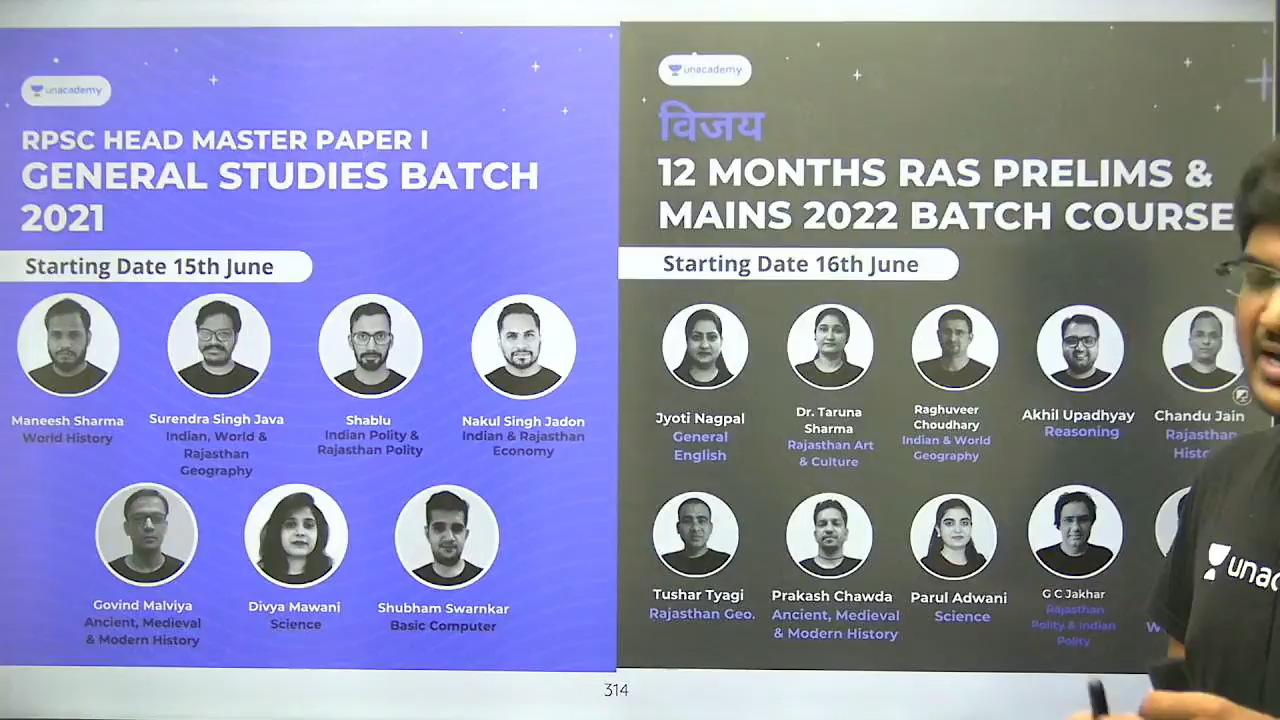 unacademy
RPSC HEAD MASTER PAPER I
GENERAL STUDIES BATCH
2021
Starting Date 15th June
Maneesh Sharma
World History
Surendra Singh Java
Indian, World &
Rajasthan
Geography
Shablu
Indian Polity &
Rajasthan Polity
Nakul Singh Jadon
Indian & Rajasthan
Economy
Govind Malviya
Ancient, Medieval
& Modern History
Divya Mawani
Science
Shubham Swarnkar
Basic Computer
unacademy
विजय
12 MONTHS RAS PRELIMS &
MAINS 2022 BATCH COURSE
Starting Date 16th June
Jyoti Nagpal
General
English
Dr. Taruna
Sharma
Rajasthan Art
& Culture
Raghuveer
Choudhary
Indian & World
Geography
Akhil Upadhyay
Reasoning
Chandu Jain
Rajasthan
Tushar Tyagi
Rajasthan Geo.
Prakash Chawda
Ancient, Medieval
& Modern History
Parul Adwani
Science
G C Jakhar
Rajasthan
Polity & Indian
Polity
314